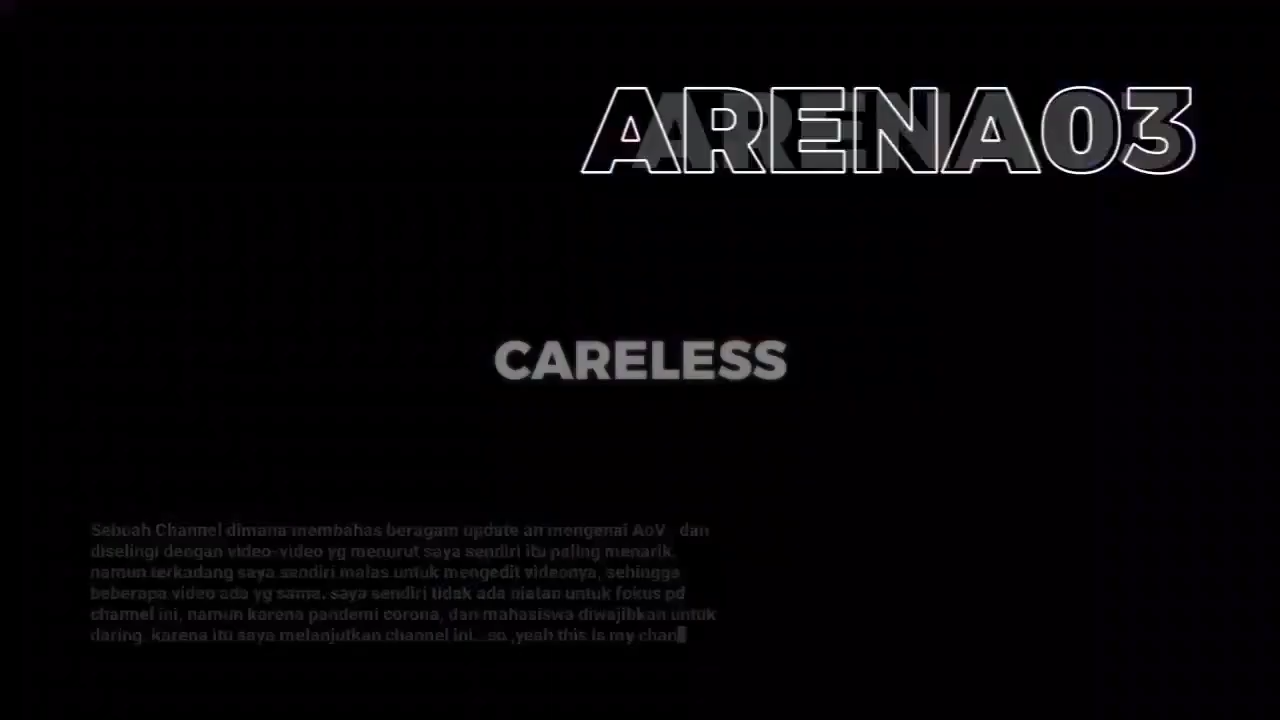 ARENA03
CARELESS
Sebuah Channel dimana membahas beragam update an mengenai AoV dan
diselingi dengan video-video yg menurut saya sendiri itu paling menarik,
namun terkadang saya sendiri malas untuk mengedit videonya, sehingga
beberapa video ada yg sama, saya sendiri tidak ada niatan untuk fokus pd
channel ini, namun karena pandemi corona, dan mahasiswa diwajibkan untuk
daring, karena itu saya melanjutkan channel ini...so ,yeah this is my chan